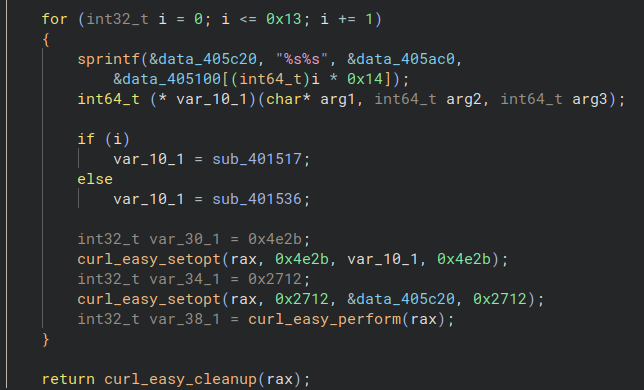 for (int32_t i = 0; i <= 0x13; i += 1)
{
sprintf(&data_405c20, "%s%s", &data_405ac0,
&data_405100[(int64_t)i * 0x14]);
int64_t (* var_10_1)(char* arg1, int64_t arg2, int64_t arg3);
if (i)
var_10_1 = sub_401517;
else
var_10_1 = sub_401536;
int32_t var_30_1 = 0x4e2b;
curl_easy_setopt(rax, 0x4e2b, var_10_1, 0x4e2b);
int32_t var_34_1 = 0x2712;
curl_easy_setopt(rax, 0x2712, &data_405c20, 0x2712);
int32_t var_38_1 = curl_easy_perform(rax);
}
return curl_easy_cleanup(rax);